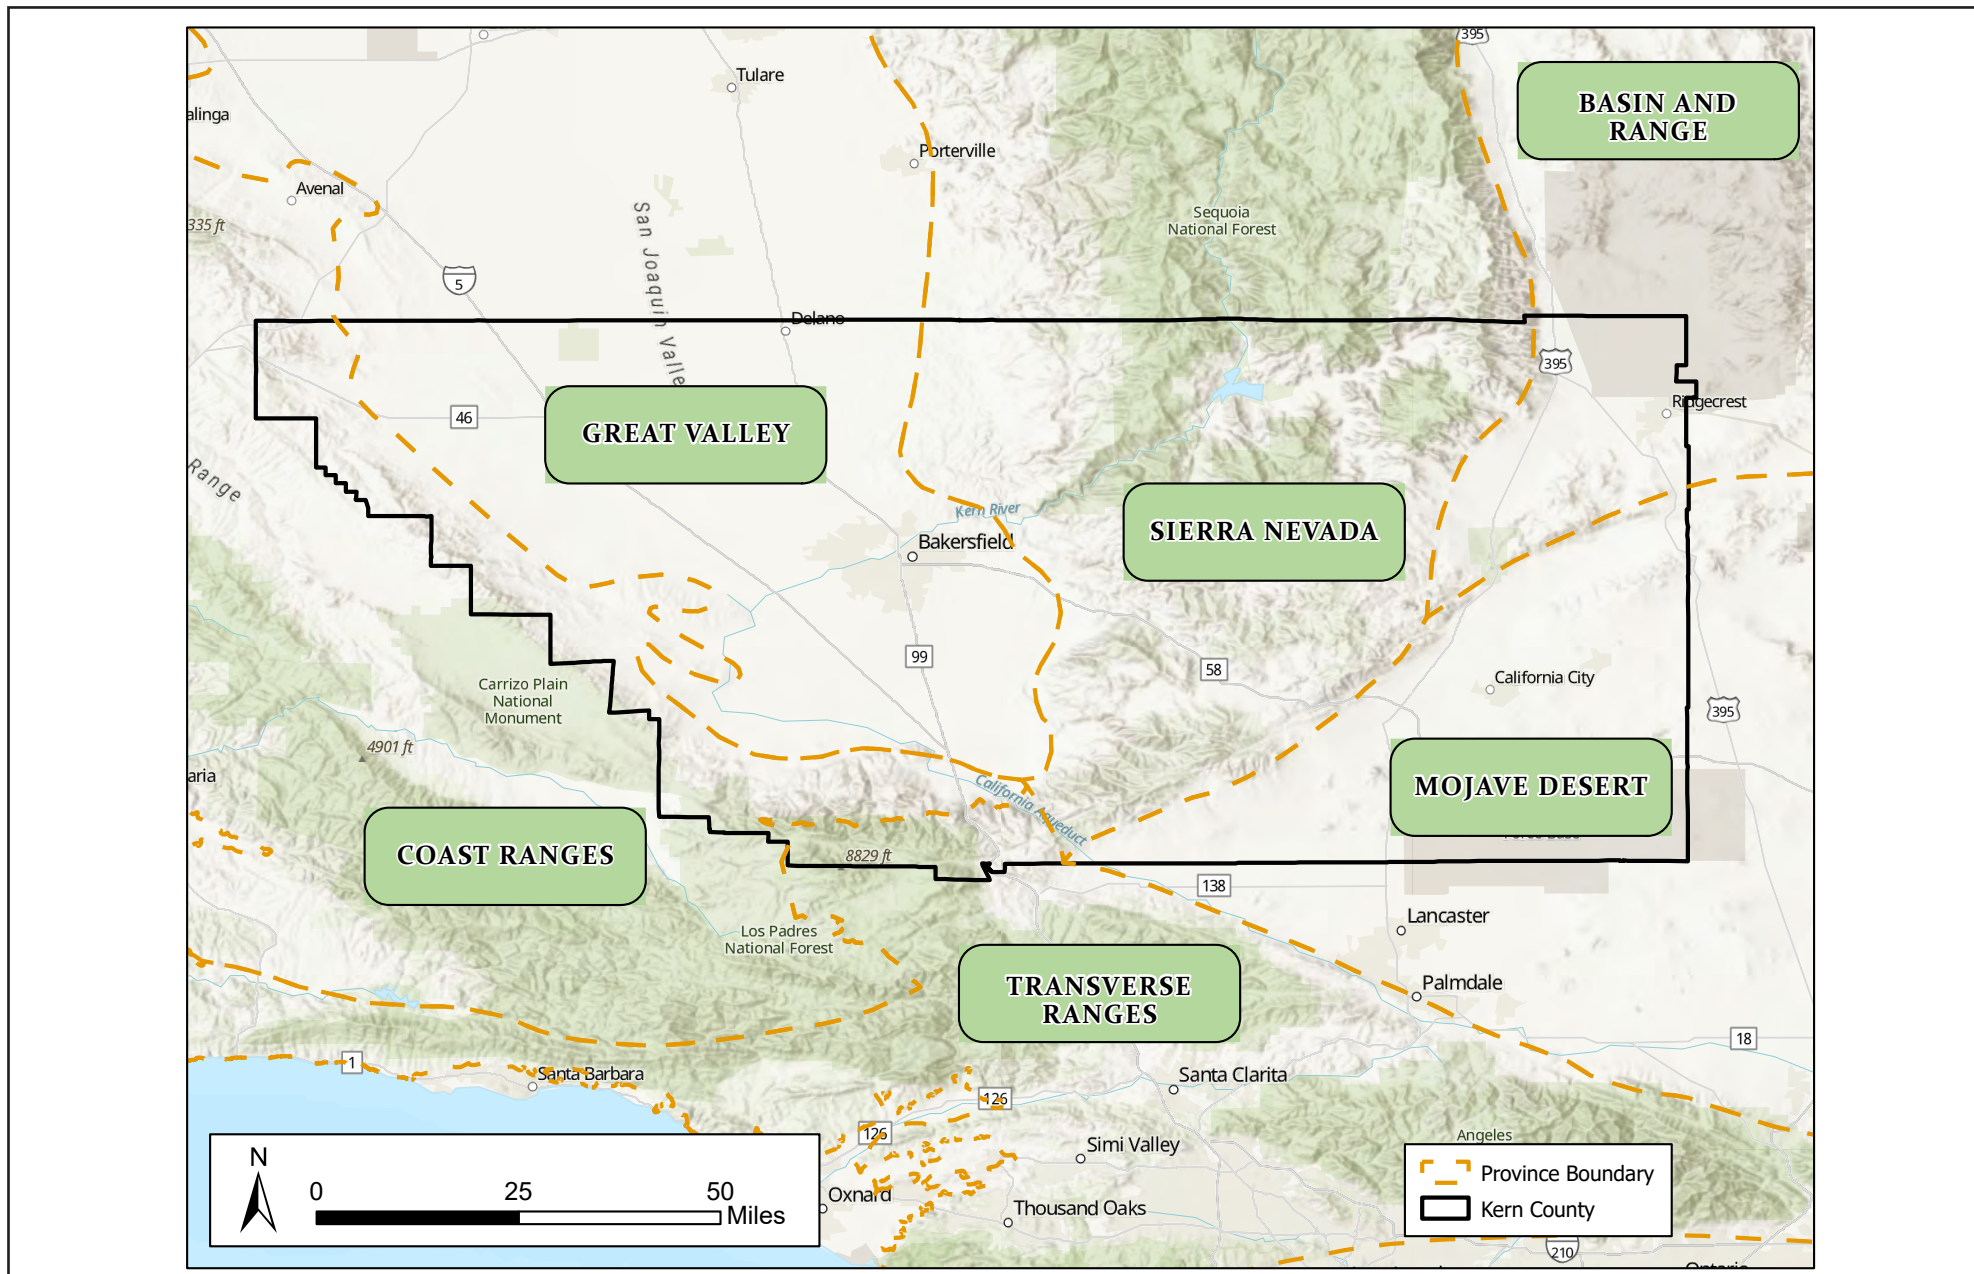 395
Tulare
BASIN AND
RANGE
alinga
Porterville
Avenal
Sequoia
National Forest
335 ft
San Joaquin Valle
5
Delano
395
Ridgecrest
46
GREAT VALLEY
Range
Kern River
SIERRA NEVADA
Bakersfield
99
58
California City
Carrizo Plain
National
Monument
395
4901 ft
aria
California Aqueduct
MOJAVE DESERT
COAST RANGES
8829 ft
138
Lancaster
Los Padres
National Forest
TRANSVERSE
RANGES
Palmdale
18
1
Santa Barbara
Santa Clarita
126
126
Simi Valley
Angeles
N
0 25 50
Miles
Oxnard
Thousand Oaks
Province Boundary
Kern County
210